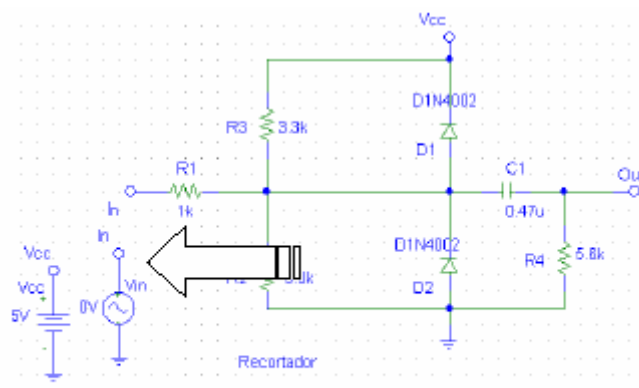 Vcc
D1N4002
R3
3.3k
D1
R1
C1
Ou
In
1k
0.47u
In
D1N4002
Vcc
R4
5.6k
Vcc
Vin
D2
5V
0V
Recortador